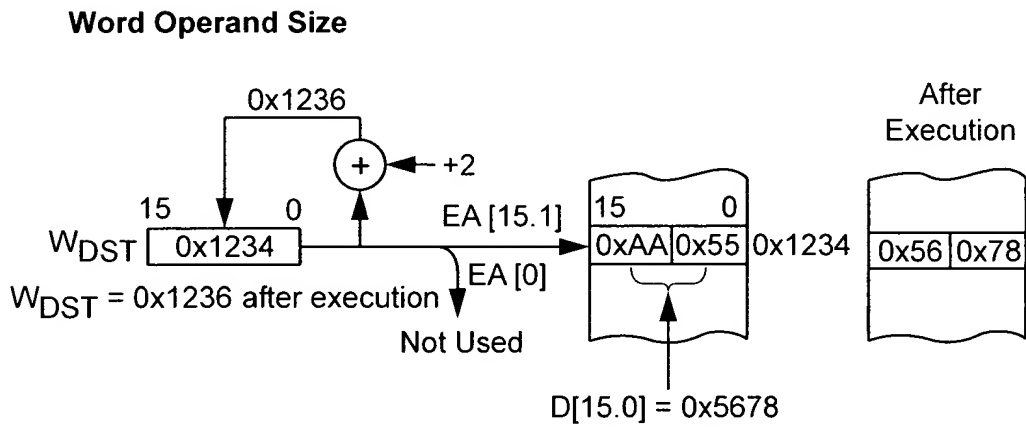 Word Operand Size
0x1236
After
Execution
+
+2
15 0
EA [15.1]
15 0
WDST 0x1234
0xAA 0x55 0x1234
0x56 0x78
EA [0]
WDST = 0x1236 after execution
Not Used
D[15.0] = 0x5678